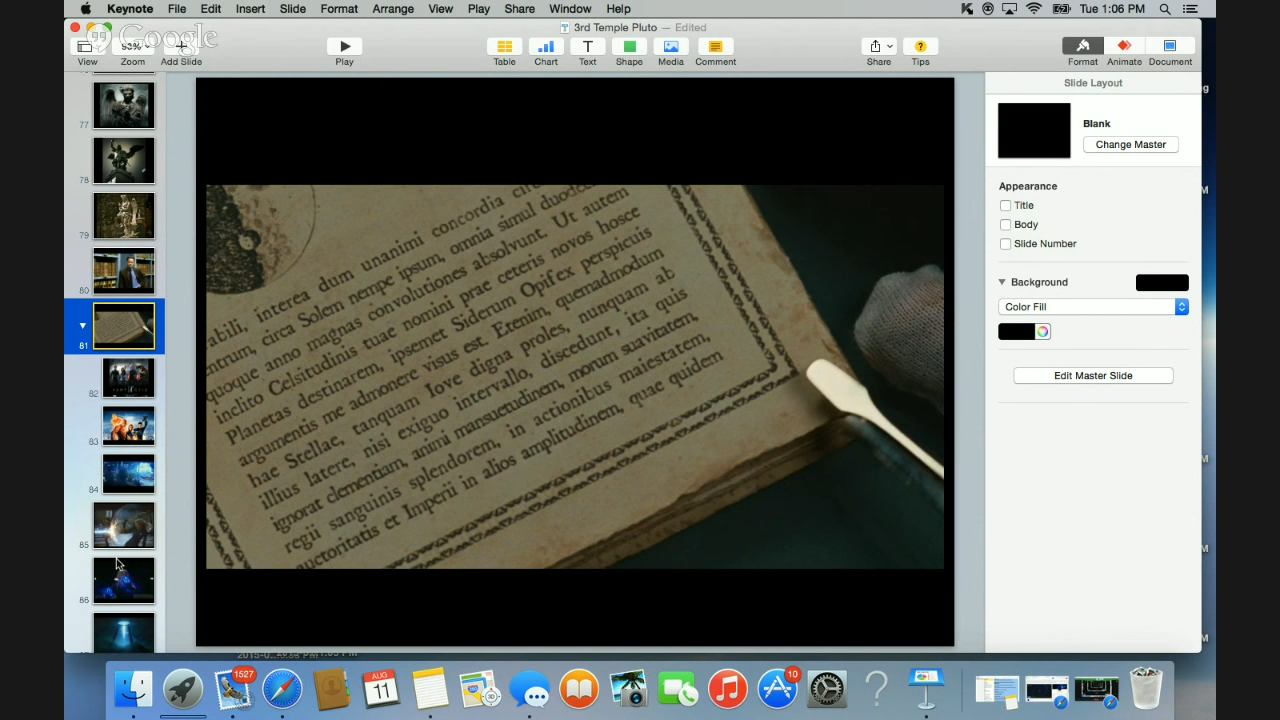 Keynote File Edit Insert Slide Format Arrange View Play Share Window Help Tue 1:06 PM
3rd Temple Pluto — Edited
Google
93%
View Zoom Add Slide Play Table Chart Text Shape Media Comment Share Tips Format Animate Document
Slide Layout
Blank
Change Master
Appearance
Title
Body
Slide Number
Background
Color Fill
Edit Master Slide
77
78
79
80
81
82
83
84
85
86
abili, interea dum unanimi concordia
ntrum, circa Solem nempe ipsum, omnia simul
quoque anno magnas convolutiones absolvunt. Ut autem
inclito Celsitudinis tuae nomini prae ceteris novos hosce
Planetas destinarem, ipsemet Siderum Opifex perspicuis
argumentis me admonere visus est. Etenim, quemadmodum
hae Stellae, tanquam Iove digna proles, nunquam ab
illius latere, nisi exiguo intervallo, discedunt, ita quis
ignorat clementiam, animi mansuetudinem, morum suavitatem,
regii sanguinis splendorem, in actionibus maiestatem,
auctoritatis et Imperii in alios amplitudinem, quae quidem
1527
AUG
11
10